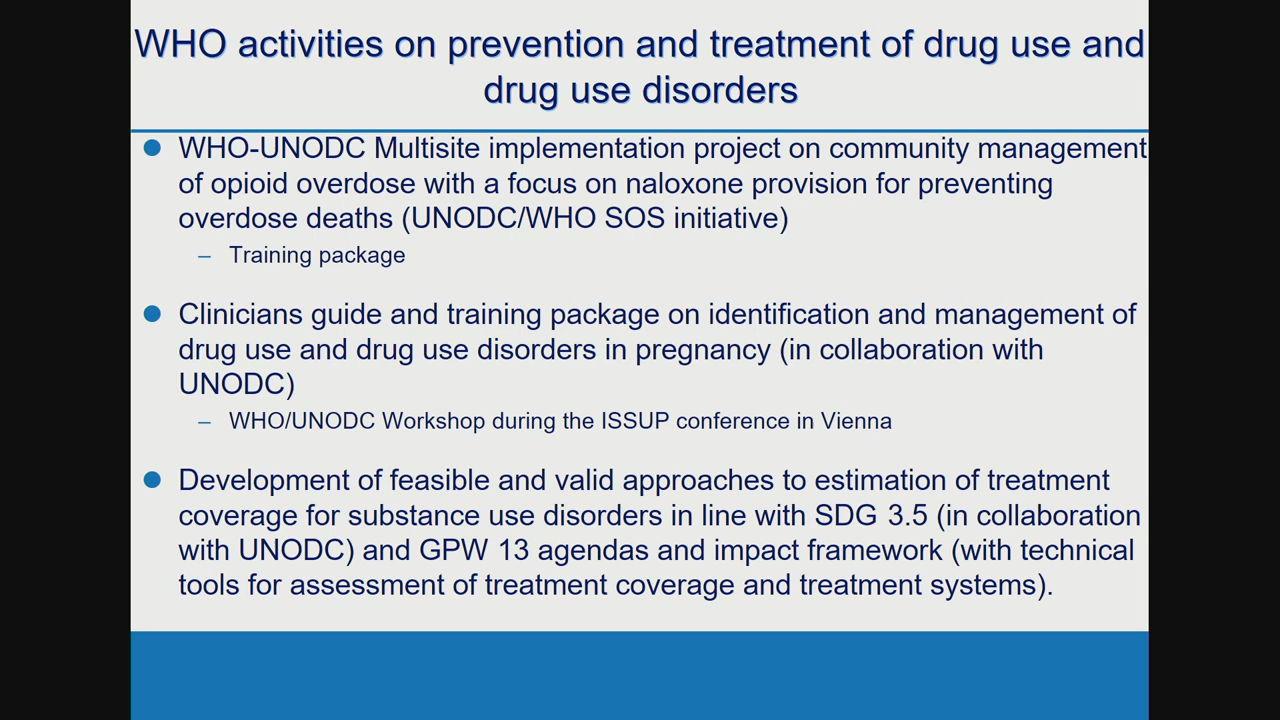 WHO activities on prevention and treatment of drug use and
drug use disorders
● WHO-UNODC Multisite implementation project on community management
of opioid overdose with a focus on naloxone provision for preventing
overdose deaths (UNODC/WHO SOS initiative)
– Training package
● Clinicians guide and training package on identification and management of
drug use and drug use disorders in pregnancy (in collaboration with
UNODC)
– WHO/UNODC Workshop during the ISSUP conference in Vienna
● Development of feasible and valid approaches to estimation of treatment
coverage for substance use disorders in line with SDG 3.5 (in collaboration
with UNODC) and GPW 13 agendas and impact framework (with technical
tools for assessment of treatment coverage and treatment systems).